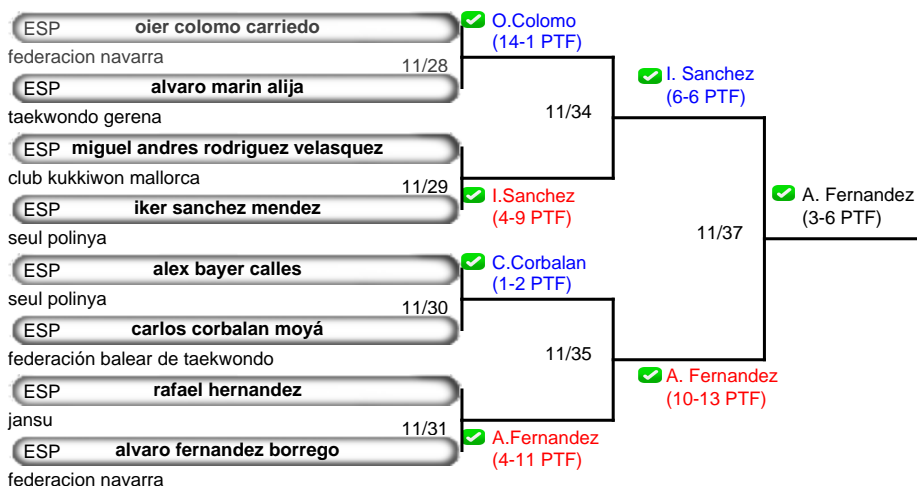 ESP oier colomo carriedo
federacion navarra
11/28
ESP alvaro marin alija
taekwondo gerena
ESP miguel andres rodriguez velasquez
club kukkiwon mallorca
11/29
ESP iker sanchez mendez
seul polinya
ESP alex bayer calles
seul polinya
11/30
ESP carlos corbalan moyá
federación balear de taekwondo
ESP rafael hernandez
jansu
11/31
ESP alvaro fernandez borrego
federacion navarra
O.Colomo
(14-1 PTF)
11/34
I.Sanchez
(4-9 PTF)
C.Corbalan
(1-2 PTF)
11/35
A.Fernandez
(4-11 PTF)
I. Sanchez
(6-6 PTF)
11/37
A. Fernandez
(10-13 PTF)
A. Fernandez
(3-6 PTF)